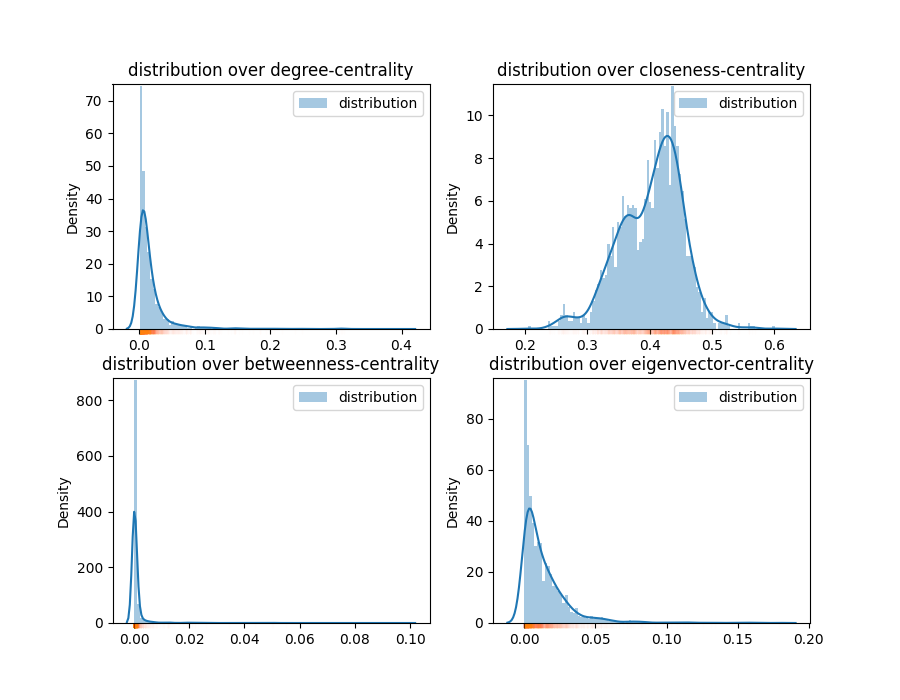 distribution over degree-centrality
distribution
Density
70
60
50
40
30
20
10
0
0.0 0.1 0.2 0.3 0.4
distribution over closeness-centrality
distribution
Density
10
8
6
4
2
0
0.2 0.3 0.4 0.5 0.6
distribution over betweenness-centrality
distribution
Density
800
600
400
200
0
0.00 0.02 0.04 0.06 0.08 0.10
distribution over eigenvector-centrality
distribution
Density
80
60
40
20
0
0.00 0.05 0.10 0.15 0.20